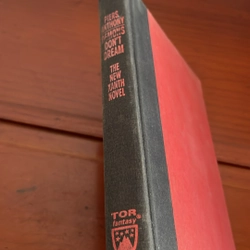 PIERS
ANTHONY
DEMONS
DON'T
DREAM
THE
NEW
XANTH
NOVEL
TOR®
fantasy